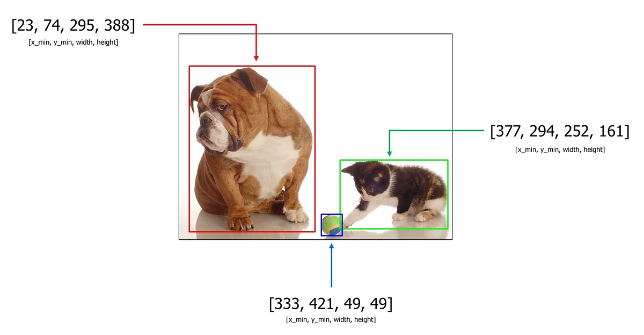 [23, 74, 295, 388]
[x_min, y_min, width, height]
[377, 294, 252, 161]
[x_min, y_min, width, height]
[333, 421, 49, 49]
[x_min, y_min, width, height]